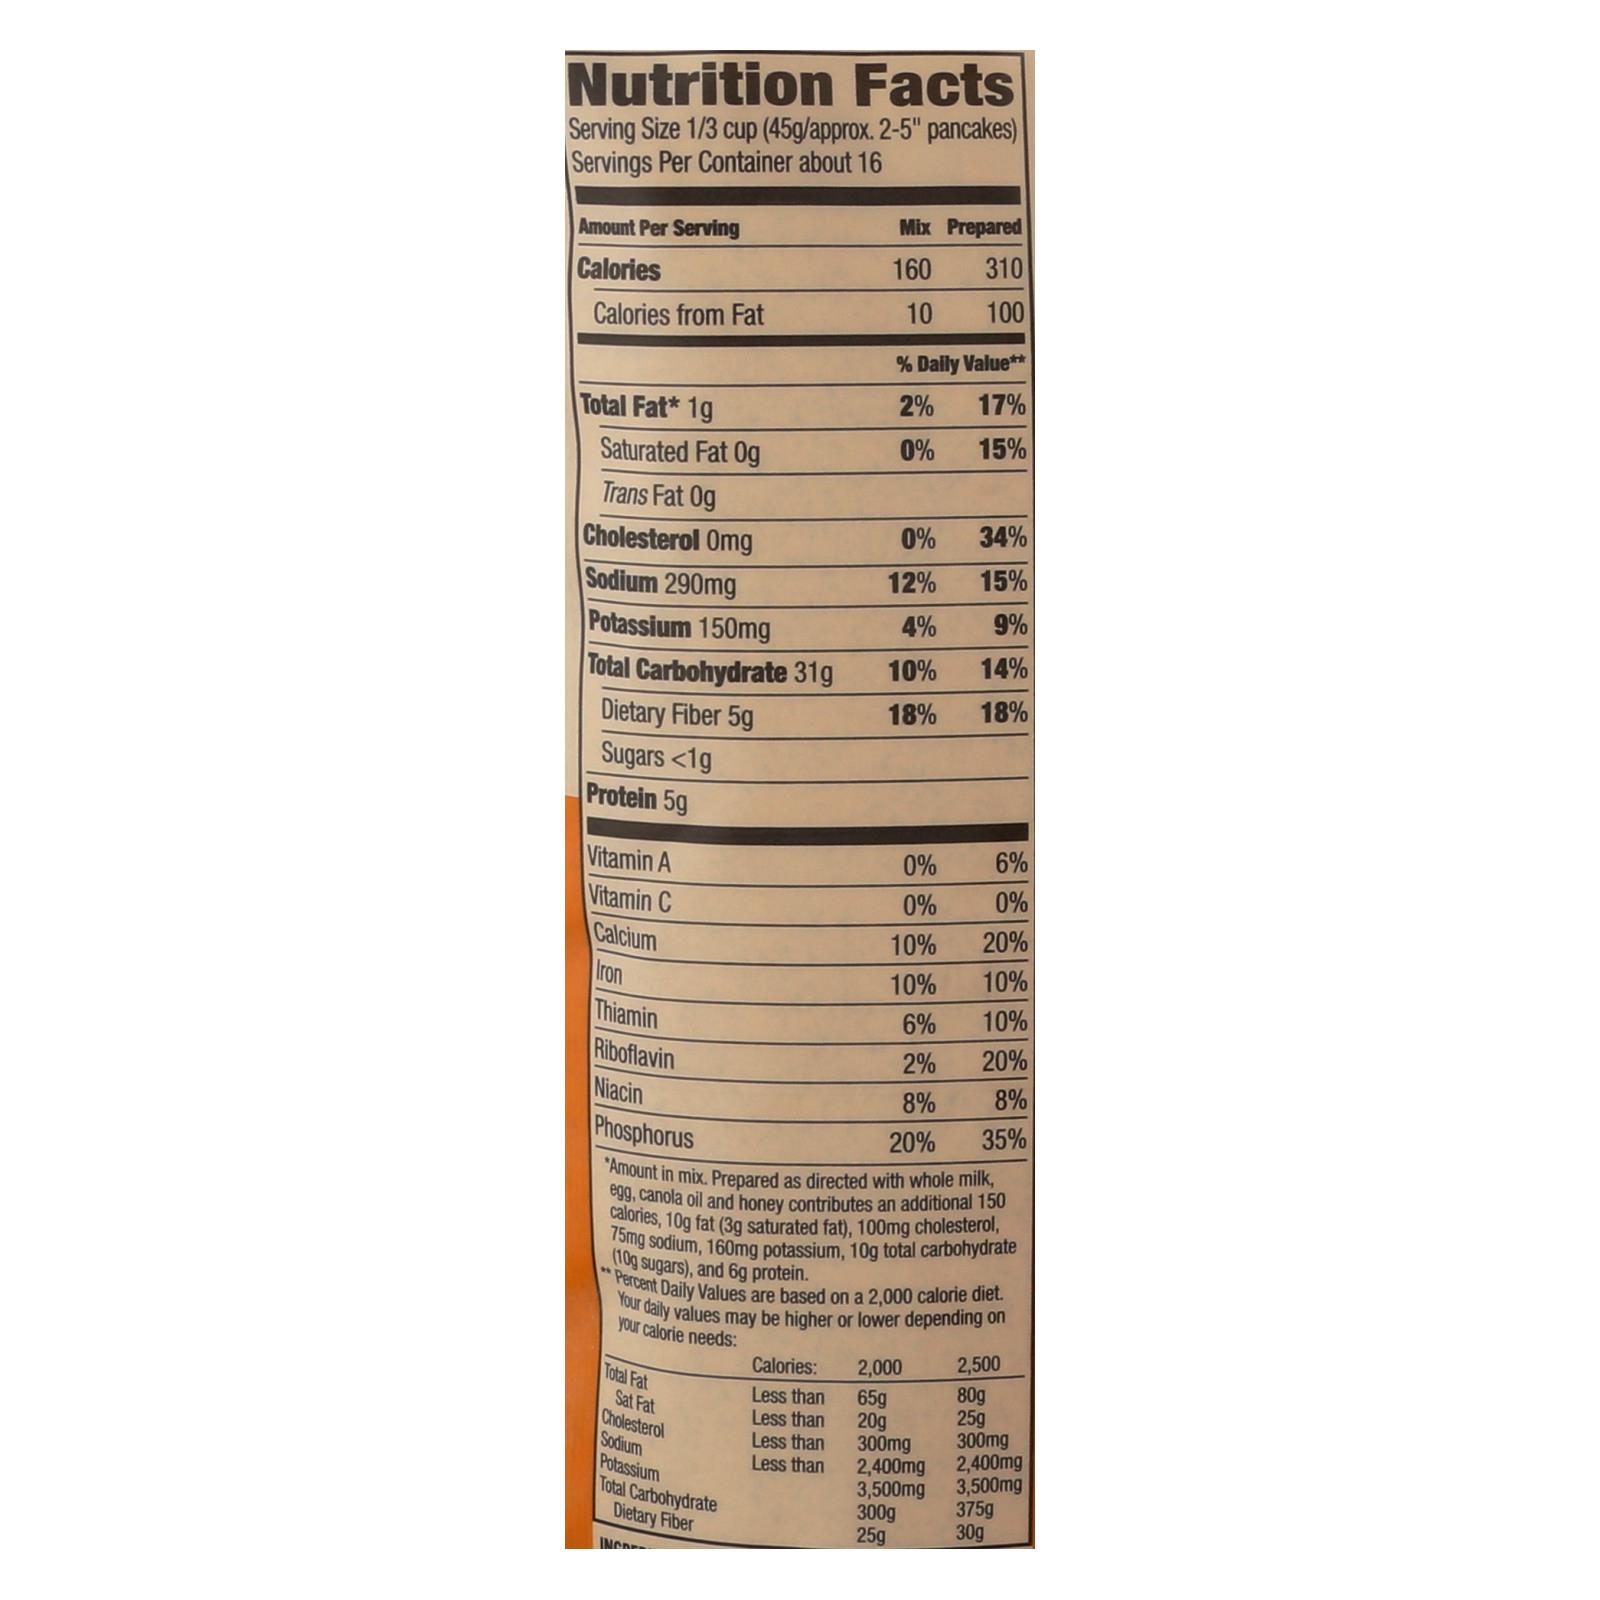 Nutrition Facts
Serving Size 1/3 cup (45g/approx. 2-5" pancakes)
Servings Per Container about 16
Amount Per Serving Mix Prepared
Calories 160 310
Calories from Fat 10 100
% Daily Value**
Total Fat* 1g 2% 17%
Saturated Fat 0g 0% 15%
Trans Fat 0g
Cholesterol 0mg 0% 34%
Sodium 290mg 12% 15%
Potassium 150mg 4% 9%
Total Carbohydrate 31g 10% 14%
Dietary Fiber 5g 18% 18%
Sugars <1g
Protein 5g
Vitamin A 0% 6%
Vitamin C 0% 0%
Calcium 10% 20%
Iron 10% 10%
Thiamin 6% 10%
Riboflavin 2% 20%
Niacin 8% 8%
Phosphorus 20% 35%
*Amount in mix. Prepared as directed with whole milk,
egg, canola oil and honey contributes an additional 150
calories, 10g fat (3g saturated fat), 100mg cholesterol,
75mg sodium, 160mg potassium, 10g total carbohydrate
(10g sugars), and 6g protein.
** Percent Daily Values are based on a 2,000 calorie diet.
Your daily values may be higher or lower depending on
your calorie needs:
Calories: 2,000 2,500
Total Fat Less than 65g 80g
Sat Fat Less than 20g 25g
Cholesterol Less than 300mg 300mg
Sodium Less than 2,400mg 2,400mg
Potassium 3,500mg 3,500mg
Total Carbohydrate 300g 375g
Dietary Fiber 25g 30g